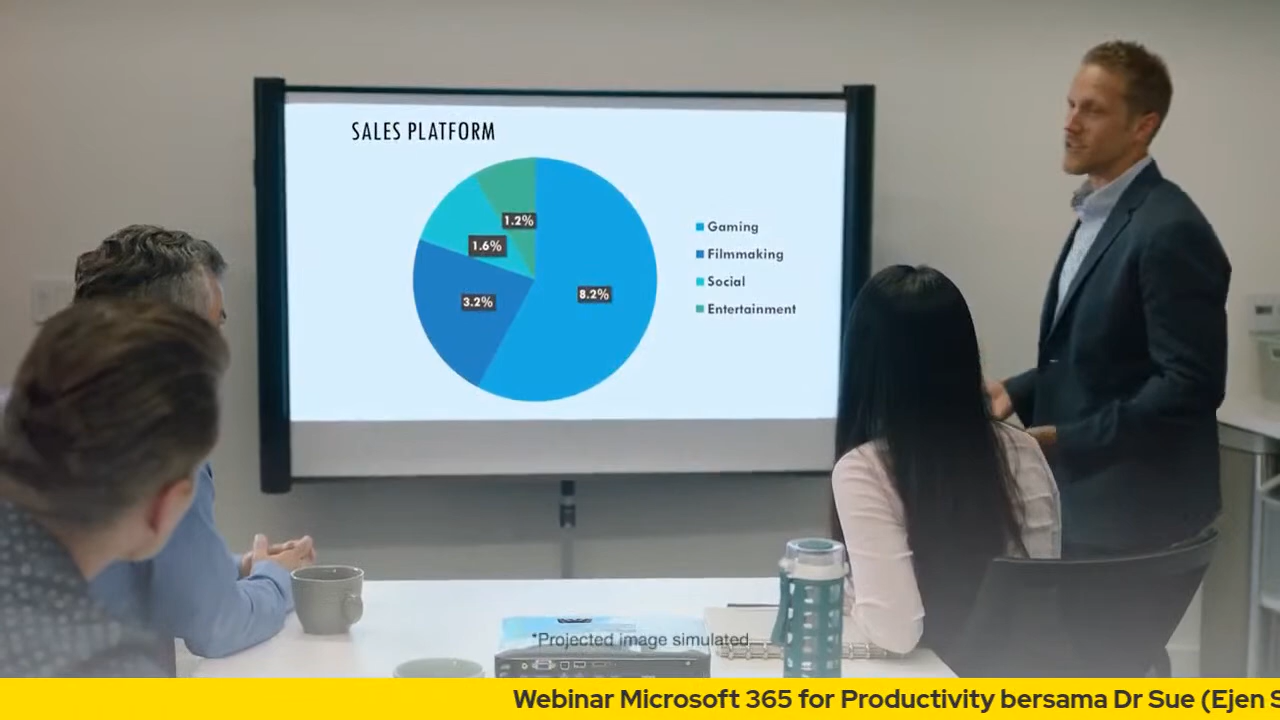 SALES PLATFORM
1.2%
1.6%
3.2%
8.2%
Gaming
Filmmaking
Social
Entertainment
*Projected image simulated
Webinar Microsoft 365 for Productivity bersama Dr Sue (Ejen S